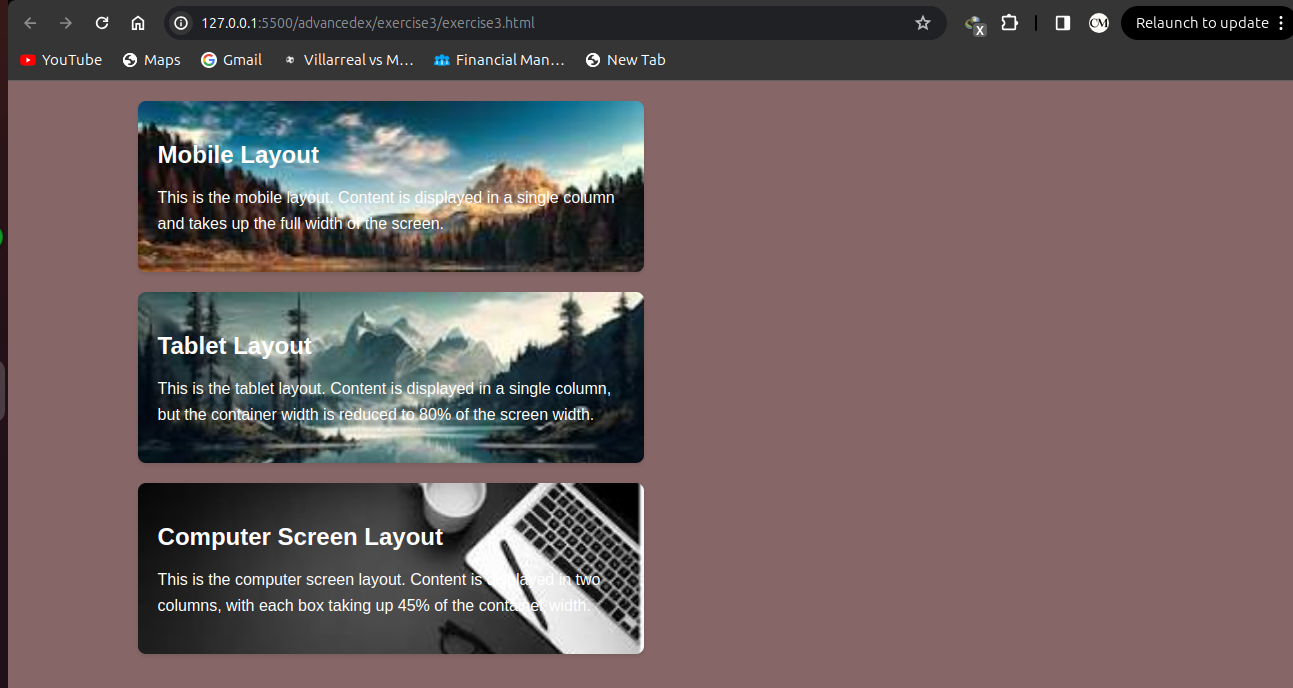 127.0.0.1:5500/advancedex/exercise3/exercise3.html
X
CM
Relaunch to update
YouTube
Maps
Gmail
Villarreal vs M…
Financial Man…
New Tab
Mobile Layout
This is the mobile layout. Content is displayed in a single column
and takes up the full width of the screen.
Tablet Layout
This is the tablet layout. Content is displayed in a single column,
but the container width is reduced to 80% of the screen width.
Computer Screen Layout
This is the computer screen layout. Content is displayed in two
columns, with each box taking up 45% of the container width.